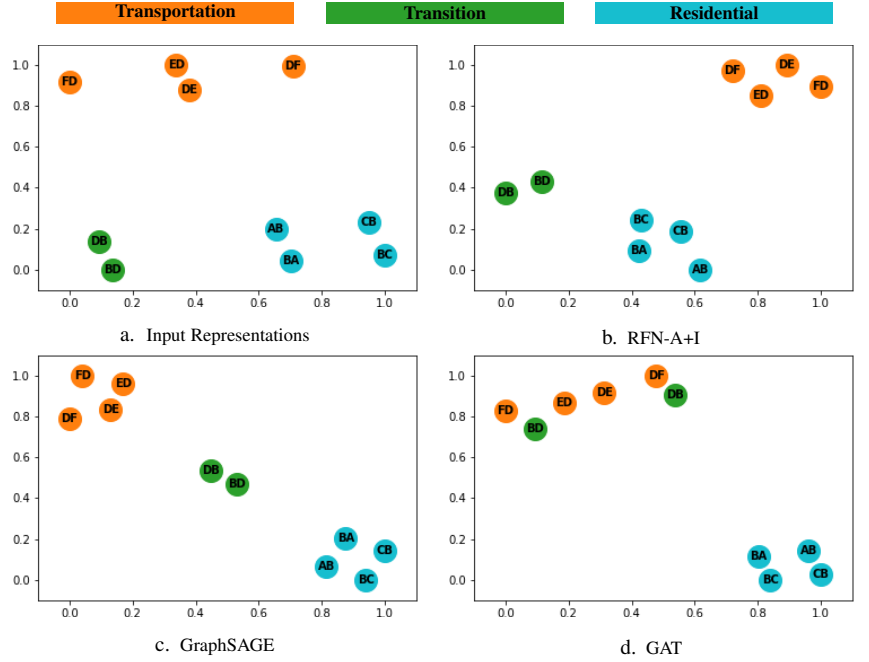 Transportation Transition Residential
1.0
0.8
0.6
0.4
0.2
0.0
FD ED DE DF
DB BD
AB BA CB BC
0.0 0.2 0.4 0.6 0.8 1.0
a. Input Representations
1.0
0.8
0.6
0.4
0.2
0.0
DF ED DE FD
DB BD
BC BA CB AB
0.0 0.2 0.4 0.6 0.8 1.0
b. RFN-A+I
1.0
0.8
0.6
0.4
0.2
0.0
FD ED DF DE
DB BD
BA AB CB BC
0.0 0.2 0.4 0.6 0.8 1.0
c. GraphSAGE
1.0
0.8
0.6
0.4
0.2
0.0
FD ED DE DF
BD DB
BA AB BC CB
0.0 0.2 0.4 0.6 0.8 1.0
d. GAT